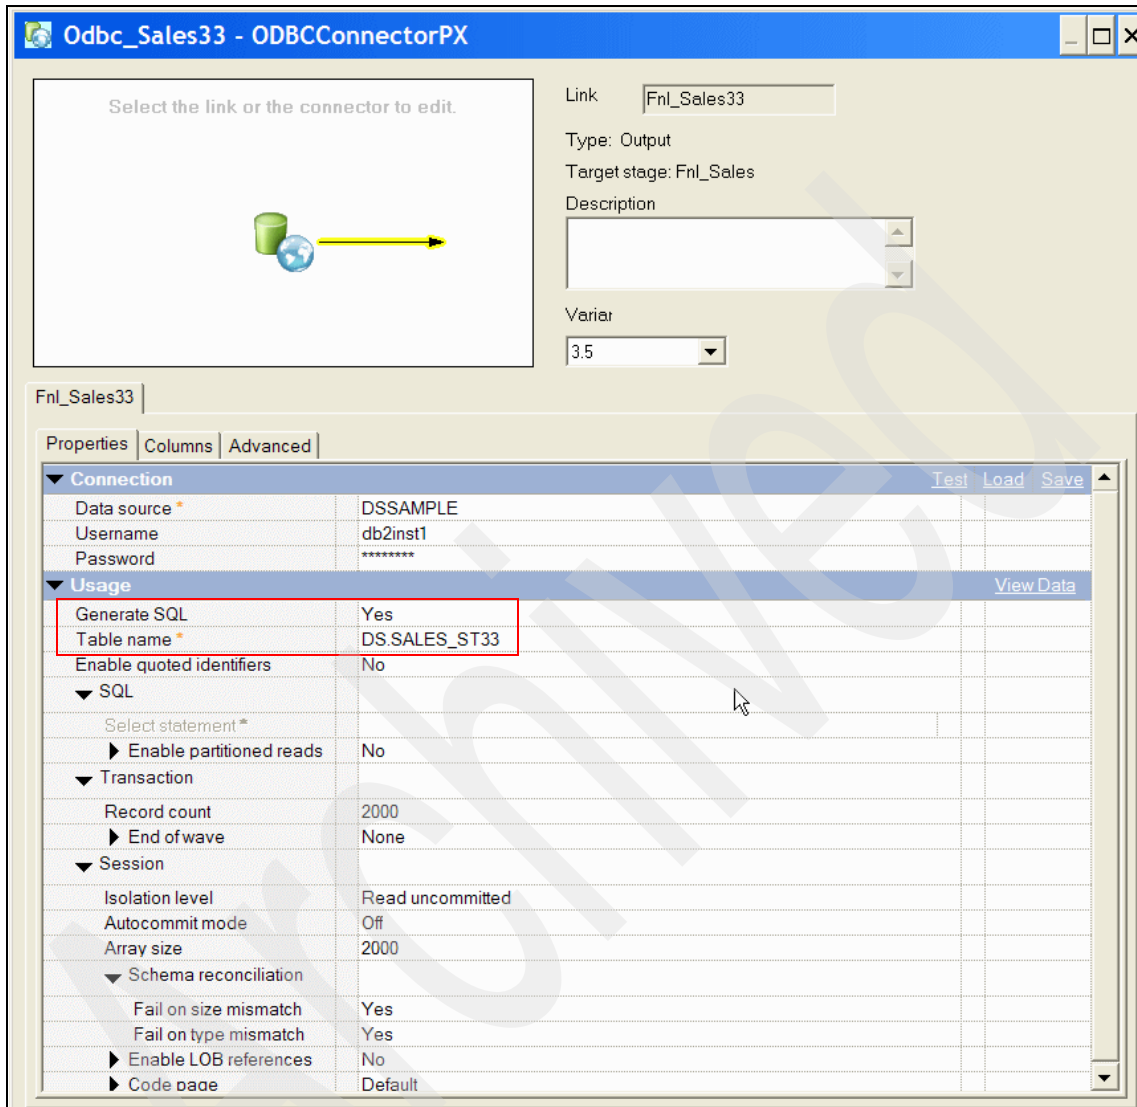 Odbc_Sales33 - ODBCConnectorPX
Select the link or the connector to edit.
Link Fnl_Sales33
Type: Output
Target stage: Fnl_Sales
Description
Variar
3.5
Fnl_Sales33
Properties Columns Advanced
Connection Test Load Save
Data source * DSSAMPLE
Username db2inst1
Password ********
Usage View Data
Generate SQL Yes
Table name * DS.SALES_ST33
Enable quoted identifiers No
SQL
Select statement *
Enable partitioned reads No
Transaction
Record count 2000
End of wave None
Session
Isolation level Read uncommitted
Autocommit mode Off
Array size 2000
Schema reconciliation
Fail on size mismatch Yes
Fail on type mismatch Yes
Enable LOB references No
Code page Default
Archived